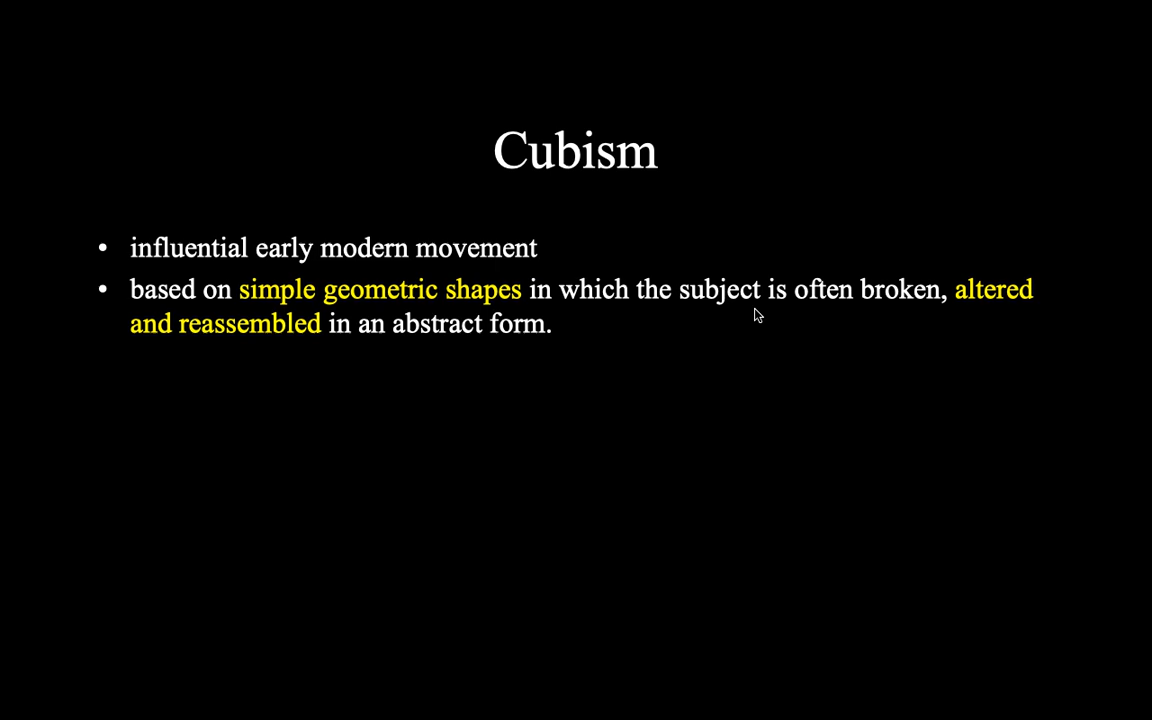 Cubism
• influential early modern movement
• based on simple geometric shapes in which the subject is often broken, altered
and reassembled in an abstract form.